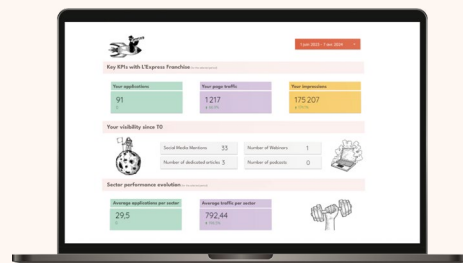 1 juin 2023 - 7 avr. 2024
Key KPIs with L'Express Franchise
Your applications
91
Your page traffic
1 217
Your impressions
175 207
Your visibility since T0
Social Media Mentions 33
Number of Webinars 1
Number of dedicated articles 3
Number of podcasts 0
Sector performance evolution
Average applications per sector
29,5
Average traffic per sector
792,44